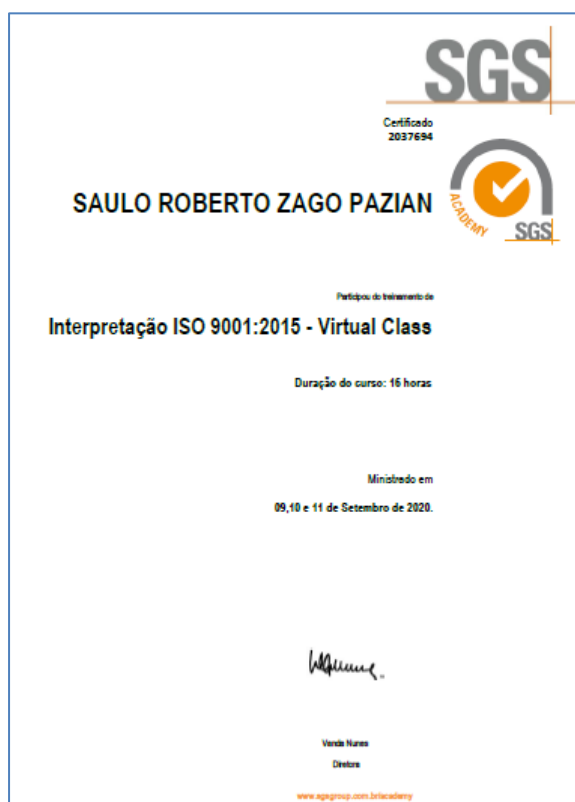 SGS
Certificado
2037694
ACADEMY
SGS
SAULO ROBERTO ZAGO PAZIAN
Participou do treinamento de
Interpretação ISO 9001:2015 - Virtual Class
Duração do curso: 16 horas
Ministrado em
09,10 e 11 de Setembro de 2020.
Nunes
Diretora
www.sgsgroup.com.br/academy